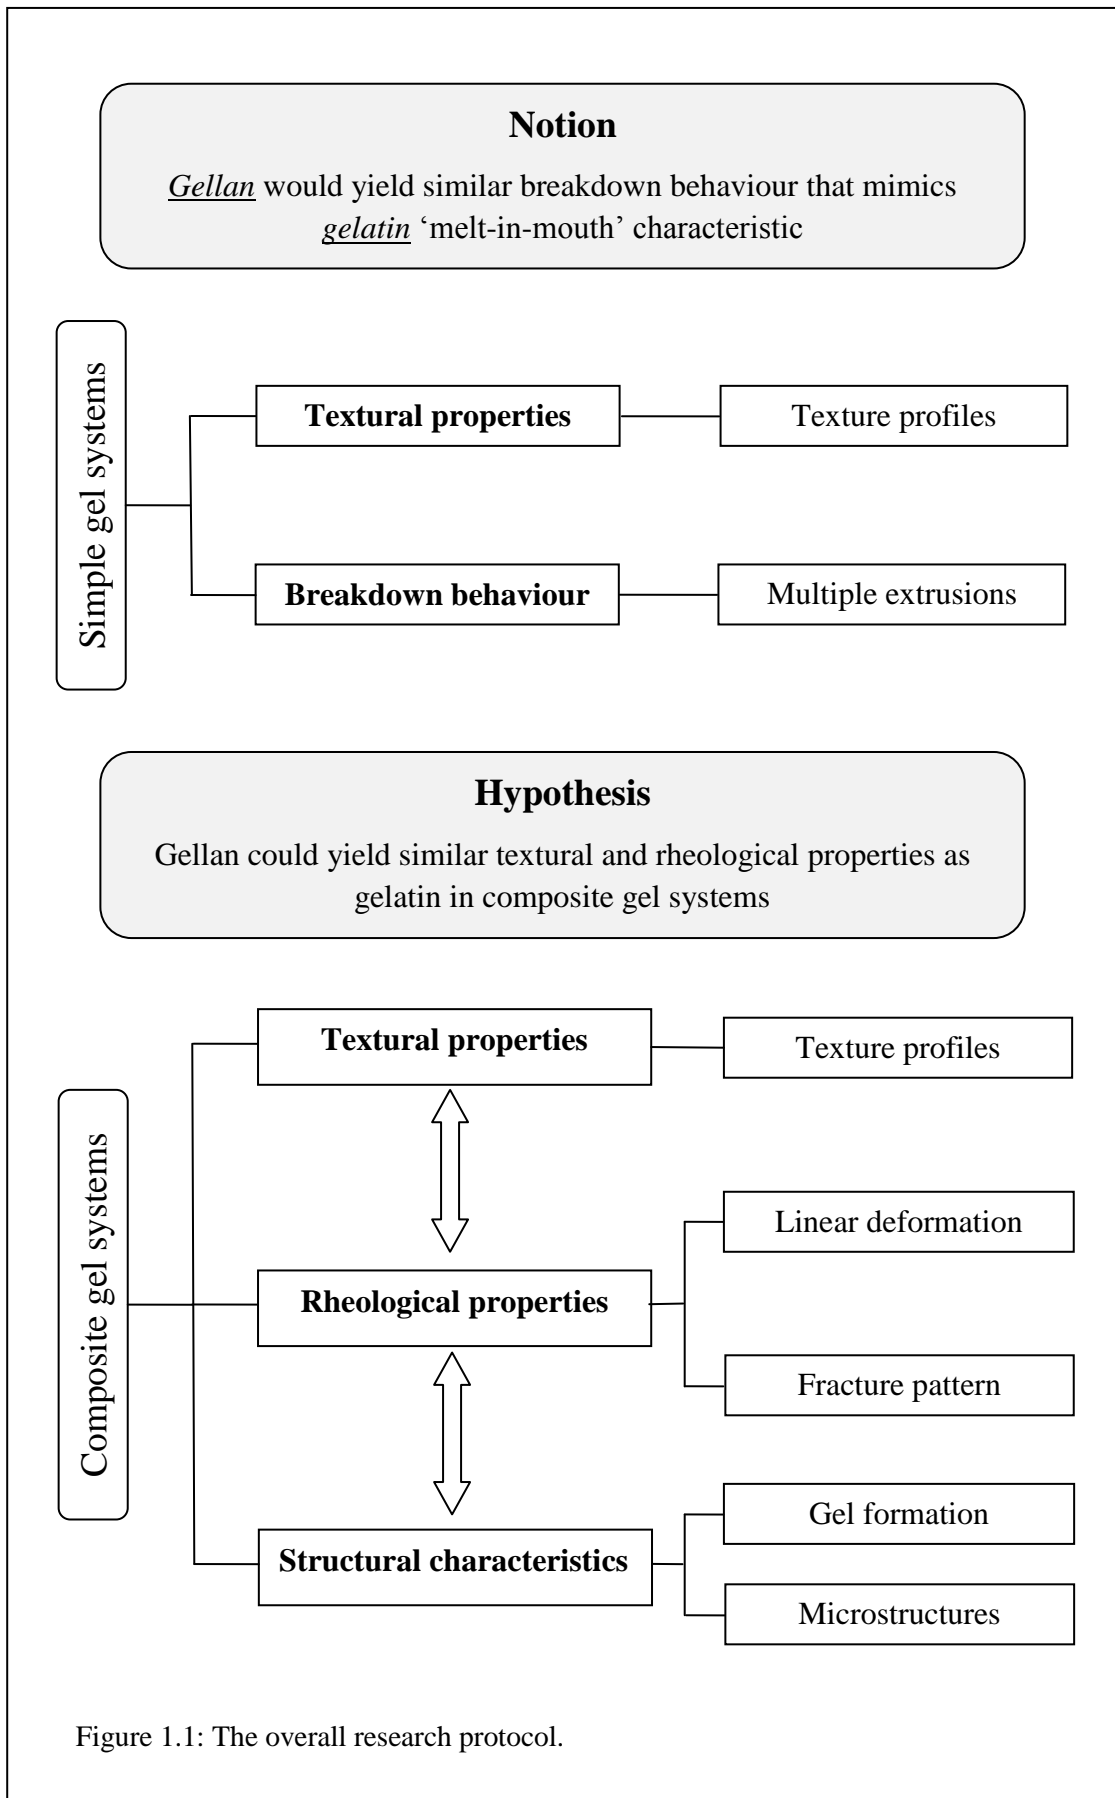 Notion
Gellan would yield similar breakdown behaviour that mimics
gelatin ‘melt-in-mouth’ characteristic
Simple gel systems
Textural properties
Texture profiles
Breakdown behaviour
Multiple extrusions
Hypothesis
Gellan could yield similar textural and rheological properties as
gelatin in composite gel systems
Composite gel systems
Textural properties
Texture profiles
Rheological properties
Linear deformation
Fracture pattern
Structural characteristics
Gel formation
Microstructures
Figure 1.1: The overall research protocol.